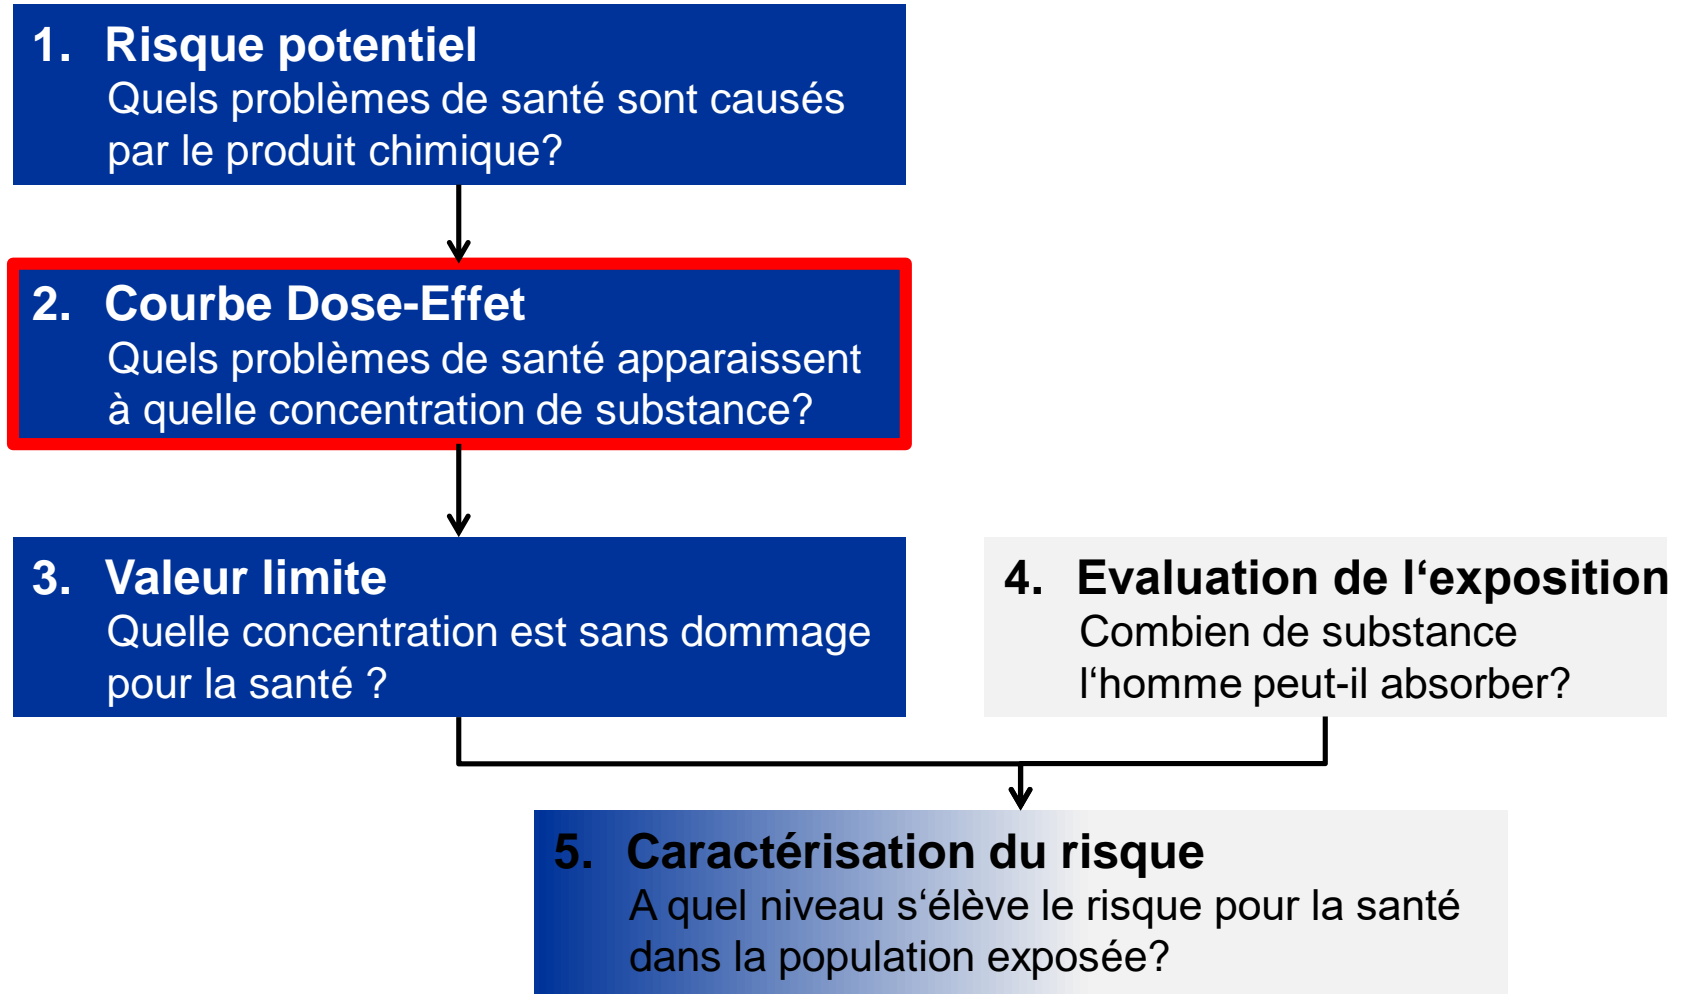 1. Risque potentiel
Quels problèmes de santé sont causés
par le produit chimique?
2. Courbe Dose-Effet
Quels problèmes de santé apparaissent
à quelle concentration de substance?
3. Valeur limite
Quelle concentration est sans dommage
pour la santé ?
4. Evaluation de l‘exposition
Combien de substance
l‘homme peut-il absorber?
5. Caractérisation du risque
A quel niveau s‘élève le risque pour la santé
dans la population exposée?